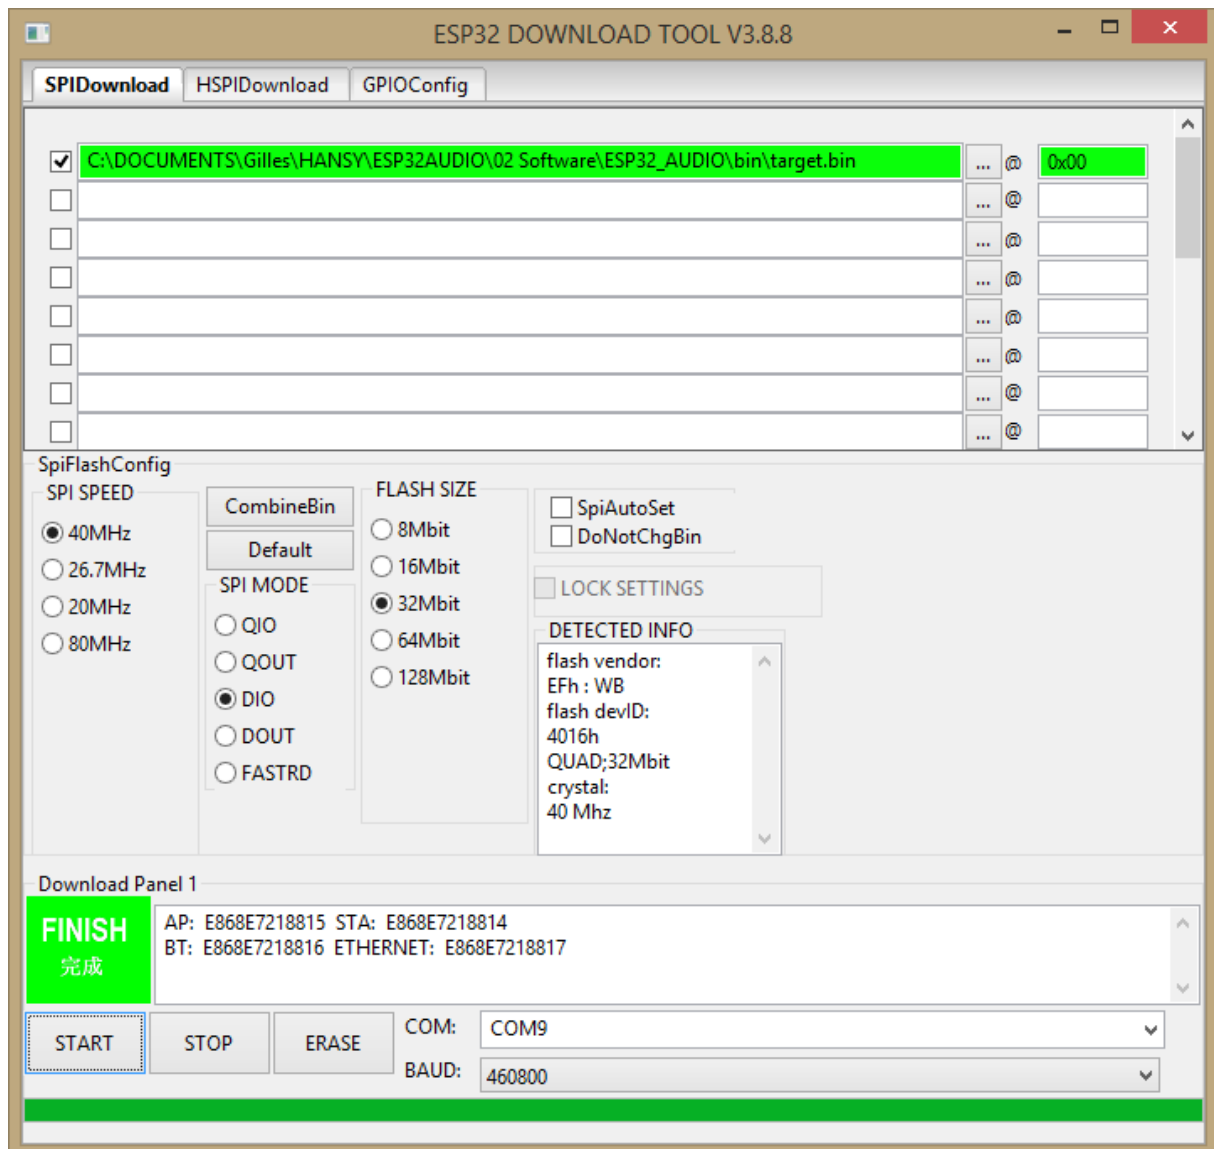 ESP32 DOWNLOAD TOOL V3.8.8
SPIDownload HSPIDownload GPIOConfig
C:\DOCUMENTS\Gilles\HANSY\ESP32AUDIO\02 Software\ESP32_AUDIO\bin\target.bin ... @ 0x00
... @
... @
... @
... @
... @
... @
... @
SpiFlashConfig
SPI SPEED
40MHz
26.7MHz
20MHz
80MHz
CombineBin
Default
SPI MODE
QIO
QOUT
DIO
DOUT
FASTRD
FLASH SIZE
8Mbit
16Mbit
32Mbit
64Mbit
128Mbit
SpiAutoSet
DoNotChgBin
LOCK SETTINGS
DETECTED INFO
flash vendor:
EFh : WB
flash devID:
4016h
QUAD;32Mbit
crystal:
40 Mhz
Download Panel 1
FINISH
完成
AP: E868E7218815 STA: E868E7218814
BT: E868E7218816 ETHERNET: E868E7218817
START STOP ERASE
COM: COM9
BAUD: 460800